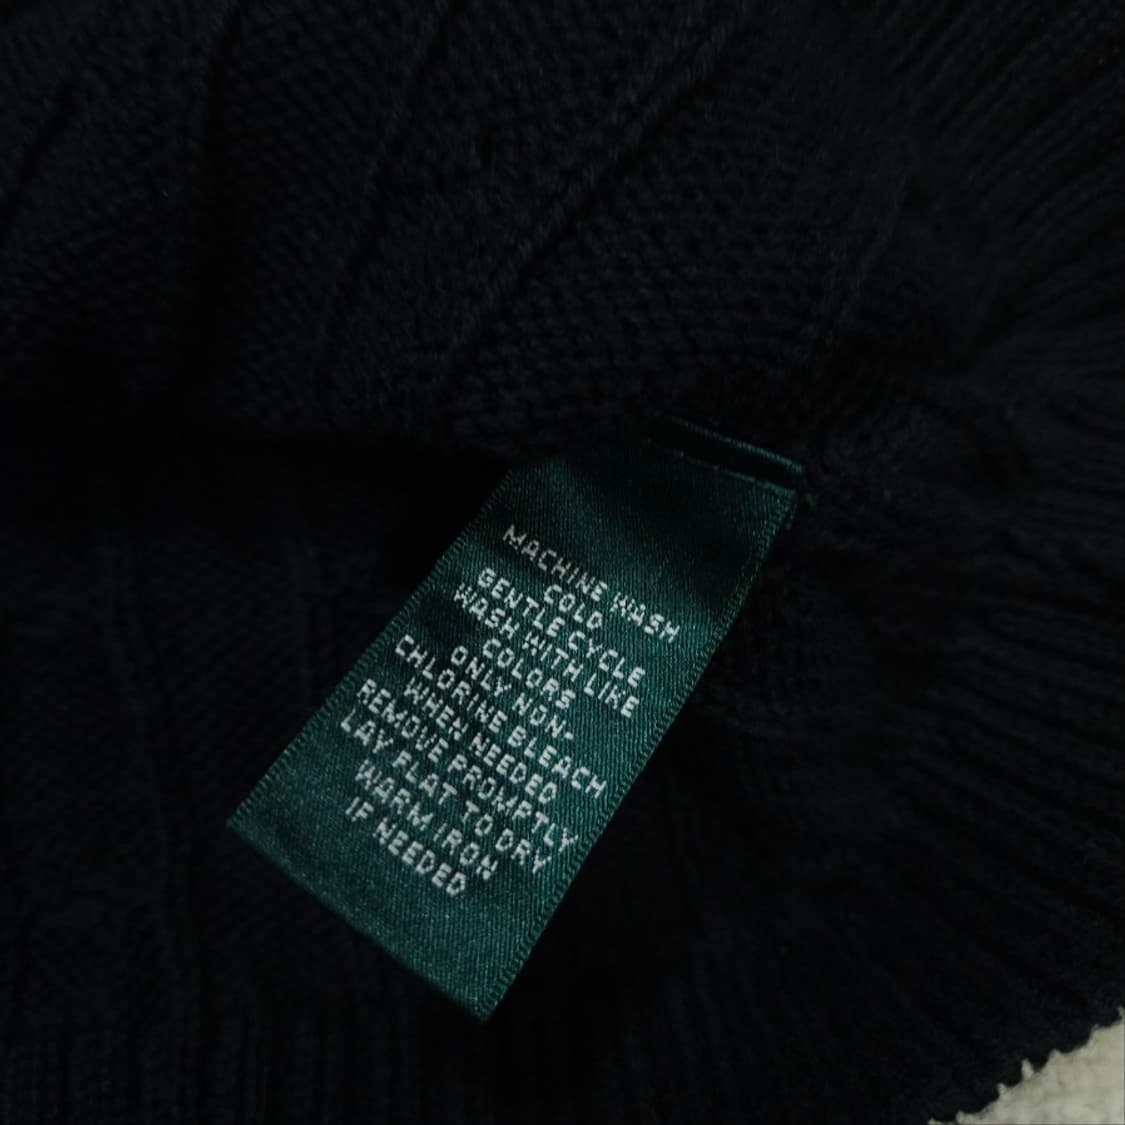 MACHINE WASH
COLD
GENTLE CYCLE
WASH WITH LIKE
COLORS
ONLY NON-
CHLORINE BLEACH
WHEN NEEDED
REMOVE PROMPTLY
LAY FLAT TO DRY
WARM IRON
IF NEEDED